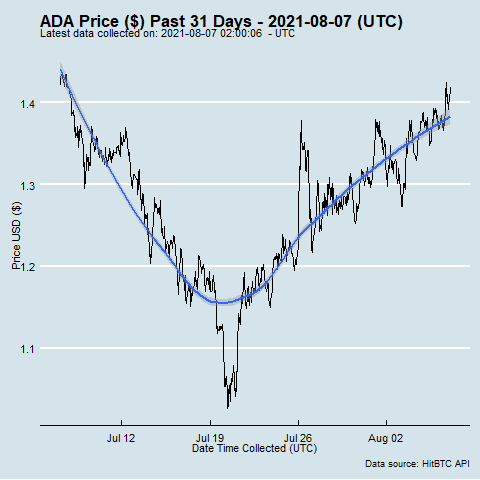 ADA Price ($) Past 31 Days - 2021-08-07 (UTC)
Latest data collected on: 2021-08-07 02:00:06 - UTC
Price USD ($)
1.4
1.3
1.2
1.1
Jul 12 Jul 19 Jul 26 Aug 02
Date Time Collected (UTC)
Data source: HitBTC API